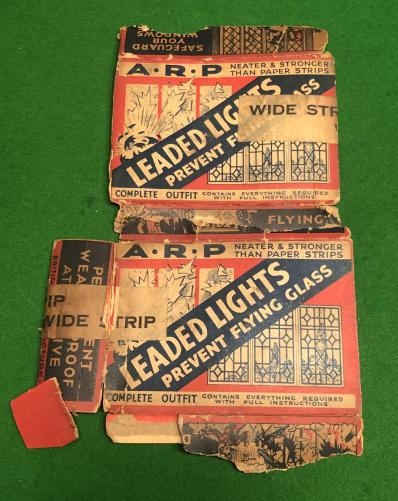 SAFEGUARD
YOUR
WINDOWS
A·R·P
NEATER & STRONGER
THAN PAPER STRIPS
LEADED-LIGHTS
PREVENT F GLASS
WIDE STR
COMPLETE OUTFIT CONTAINS EVERYTHING REQUIRED
WITH FULL INSTRUCTIONS
FLYING
A·R·P
NEATER & STRONGER
THAN PAPER STRIPS
LEADED LIGHTS
PREVENT FLYING GLASS
WIDE STRIP
COMPLETE OUTFIT CONTAINS EVERYTHING REQUIRED
WITH FULL INSTRUCTIONS